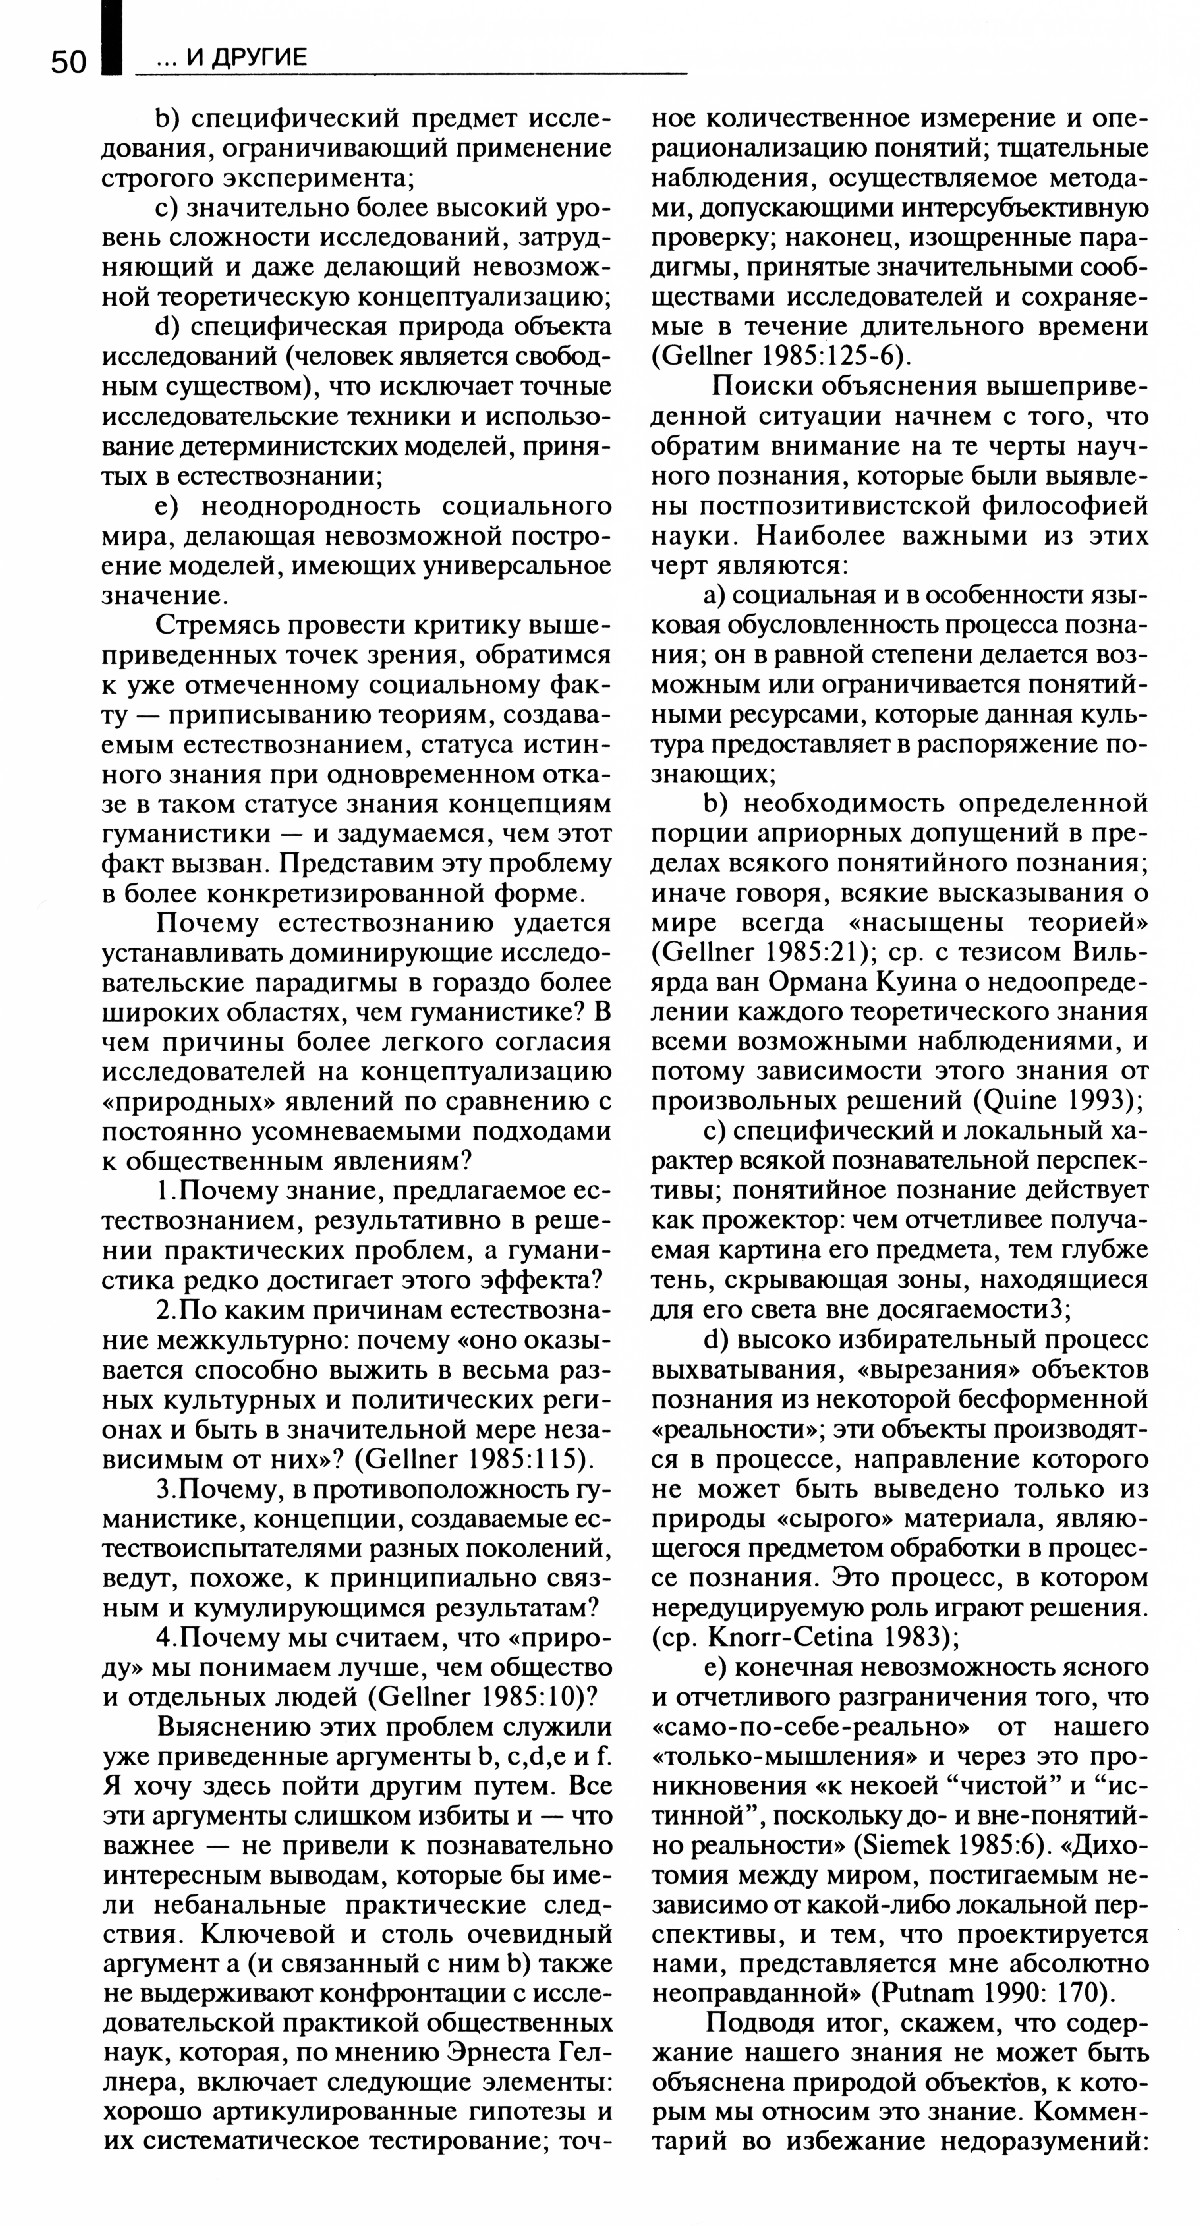 50
... И ДРУГИЕ
b) специфический предмет иссле-
дования, ограничивающий применение
строгого эксперимента;
c) значительно более высокий уро-
вень сложности исследований, затруд-
няющий и даже делающий невозмож-
ной теоретическую концептуализацию;
d) специфическая природа объекта
исследований (человек является свобод-
ным существом), что исключает точные
исследовательские техники и использо-
вание детерминистских моделей, приня-
тых в естествознании;
e) неоднородность социального
мира, делающая невозможной постро-
ение моделей, имеющих универсальное
значение.
Стремясь провести критику выше-
приведенных точек зрения, обратимся
к уже отмеченному социальному фак-
ту — приписыванию теориям, создава-
емым естествознанием, статуса истин-
ного знания при одновременном отка-
зе в таком статусе знания концепциям
гуманистики — и задумаемся, чем этот
факт вызван. Представим эту проблему
в более конкретизированной форме.
Почему естествознанию удается
устанавливать доминирующие исследо-
вательские парадигмы в гораздо более
широких областях, чем гуманистике? В
чем причины более легкого согласия
исследователей на концептуализацию
«природных» явлений по сравнению с
постоянно усомневаемыми подходами
к общественным явлениям?
1.Почему знание, предлагаемое ес-
тествознанием, результативно в реше-
нии практических проблем, а гумани-
стика редко достигает этого эффекта?
2.По каким причинам естествозна-
ние межкультурно: почему «оно оказы-
вается способно выжить в весьма раз-
ных культурных и политических реги-
онах и быть в значительной мере неза-
висимым от них»? (Gellner 1985:115).
3.Почему, в противоположность гу-
манистике, концепции, создаваемые ес-
тествоиспытателями разных поколений,
ведут, похоже, к принципиально связ-
ным и кумулирующимся результатам?
4.Почему мы считаем, что «приро-
ду» мы понимаем лучше, чем общество
и отдельных людей (Gellner 1985:10)?
Выяснению этих проблем служили
уже приведенные аргументы b, c,d,e и f.
Я хочу здесь пойти другим путем. Все
эти аргументы слишком избиты и — что
важнее — не привели к познавательно
интересным выводам, которые бы име-
ли небанальные практические след-
ствия. Ключевой и столь очевидный
аргумент a (и связанный с ним b) также
не выдерживают конфронтации с иссле-
довательской практикой общественных
наук, которая, по мнению Эрнеста Гел-
лнера, включает следующие элементы:
хорошо артикулированные гипотезы и
их систематическое тестирование; точ-
ное количественное измерение и опе-
рационализацию понятий; тщательные
наблюдения, осуществляемое метода-
ми, допускающими интерсубъективную
проверку; наконец, изощренные пара-
дигмы, принятые значительными сооб-
ществами исследователей и сохраняе-
мые в течение длительного времени
(Gellner 1985:125-6).
Поиски объяснения вышеприве-
денной ситуации начнем с того, что
обратим внимание на те черты науч-
ного познания, которые были выявле-
ны постпозитивистской философией
науки. Наиболее важными из этих
черт являются:
a) социальная и в особенности язы-
ковая обусловленность процесса позна-
ния; он в равной степени делается воз-
можным или ограничивается понятий-
ными ресурсами, которые данная куль-
тура предоставляет в распоряжение по-
знающих;
b) необходимость определенной
порции априорных допущений в пре-
делах всякого понятийного познания;
иначе говоря, всякие высказывания о
мире всегда «насыщены теорией»
(Gellner 1985:21); ср. с тезисом Виль-
ярда ван Ормана Куина о недоопреде-
лении каждого теоретического знания
всеми возможными наблюдениями, и
потому зависимости этого знания от
произвольных решений (Quine 1993);
c) специфический и локальный ха-
рактер всякой познавательной перспек-
тивы; понятийное познание действует
как прожектор: чем отчетливее получа-
емая картина его предмета, тем глубже
тень, скрывающая зоны, находящиеся
для его света вне досягаемости3;
d) высоко избирательный процесс
выхватывания, «вырезания» объектов
познания из некоторой бесформенной
«реальности»; эти объекты производят-
ся в процессе, направление которого
не может быть выведено только из
природы «сырого» материала, являю-
щегося предметом обработки в процес-
се познания. Это процесс, в котором
нередуцируемую роль играют решения.
(ср. Knorr-Cetina 1983);
e) конечная невозможность ясного
и отчетливого разграничения того, что
«само-по-себе-реально» от нашего
«только-мышления» и через это про-
никновения «к некоей “чистой” и “ис-
тинной”, поскольку до- и вне-понятий-
но реальности» (Siemek 1985:6). «Дихо-
томия между миром, постигаемым не-
зависимо от какой-либо локальной пер-
спективы, и тем, что проектируется
нами, представляется мне абсолютно
неоправданной» (Putnam 1990: 170).
Подводя итог, скажем, что содер-
жание нашего знания не может быть
объяснена природой объектов, к кото-
рым мы относим это знание. Коммен-
тарий во избежание недоразумений: